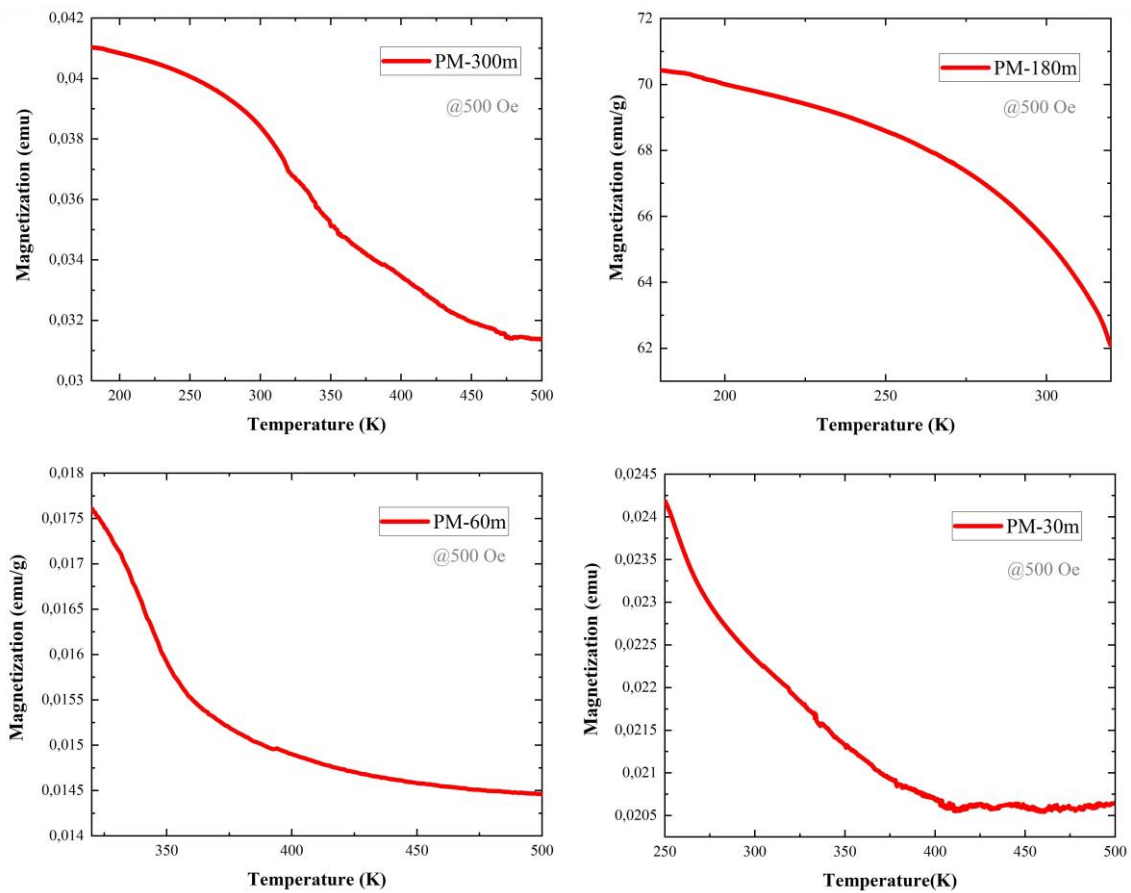 0,042
0,04
0,038
0,036
0,034
0,032
0,03
Magnetization (emu)
PM-300m
@500 Oe
200 250 300 350 400 450 500
Temperature (K)
72
70
68
66
64
62
Magnetization (emu/g)
PM-180m
@500 Oe
200 250 300
Temperature (K)
0,018
0,0175
0,017
0,0165
0,016
0,0155
0,015
0,0145
0,014
Magnetization (emu/g)
PM-60m
@500 Oe
350 400 450 500
Temperature (K)
0,0245
0,024
0,0235
0,023
0,0225
0,022
0,0215
0,021
0,0205
Magnetization (emu)
PM-30m
@500 Oe
250 300 350 400 450 500
Temperature(K)